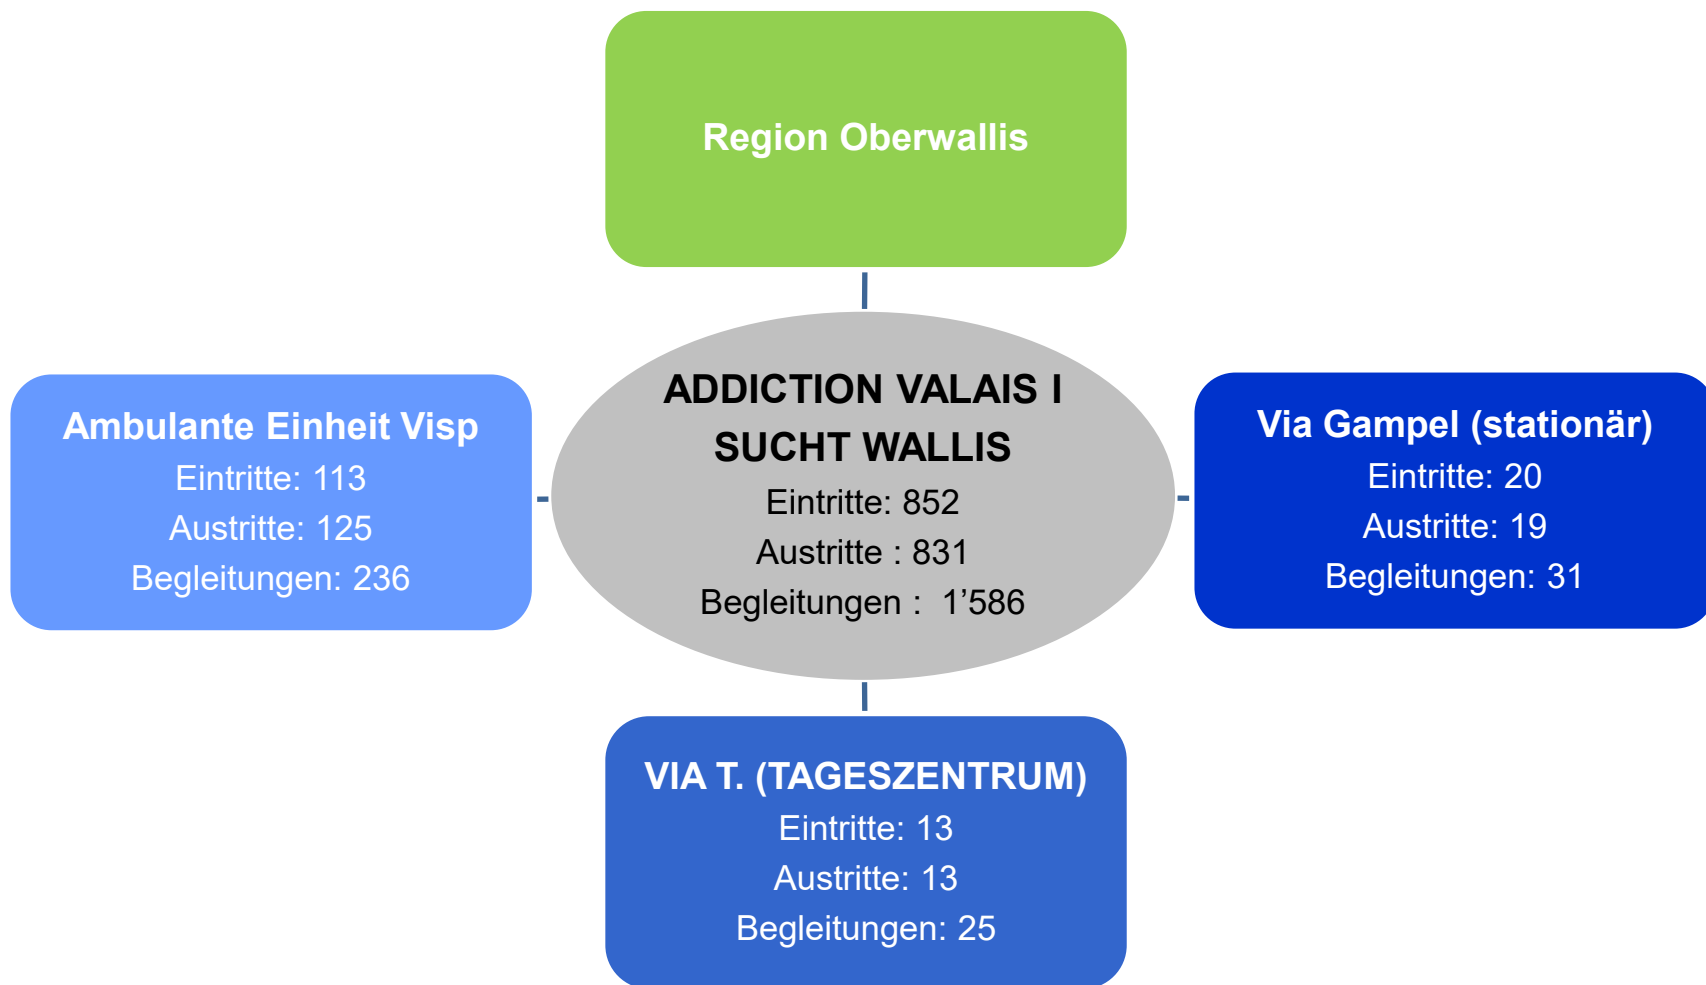 Region Oberwallis
ADDICTION VALAIS I
SUCHT WALLIS
Eintritte: 852
Austritte : 831
Begleitungen : 1’586
Ambulante Einheit Visp
Eintritte: 113
Austritte: 125
Begleitungen: 236
Via Gampel (stationär)
Eintritte: 20
Austritte: 19
Begleitungen: 31
VIA T. (TAGESZENTRUM)
Eintritte: 13
Austritte: 13
Begleitungen: 25